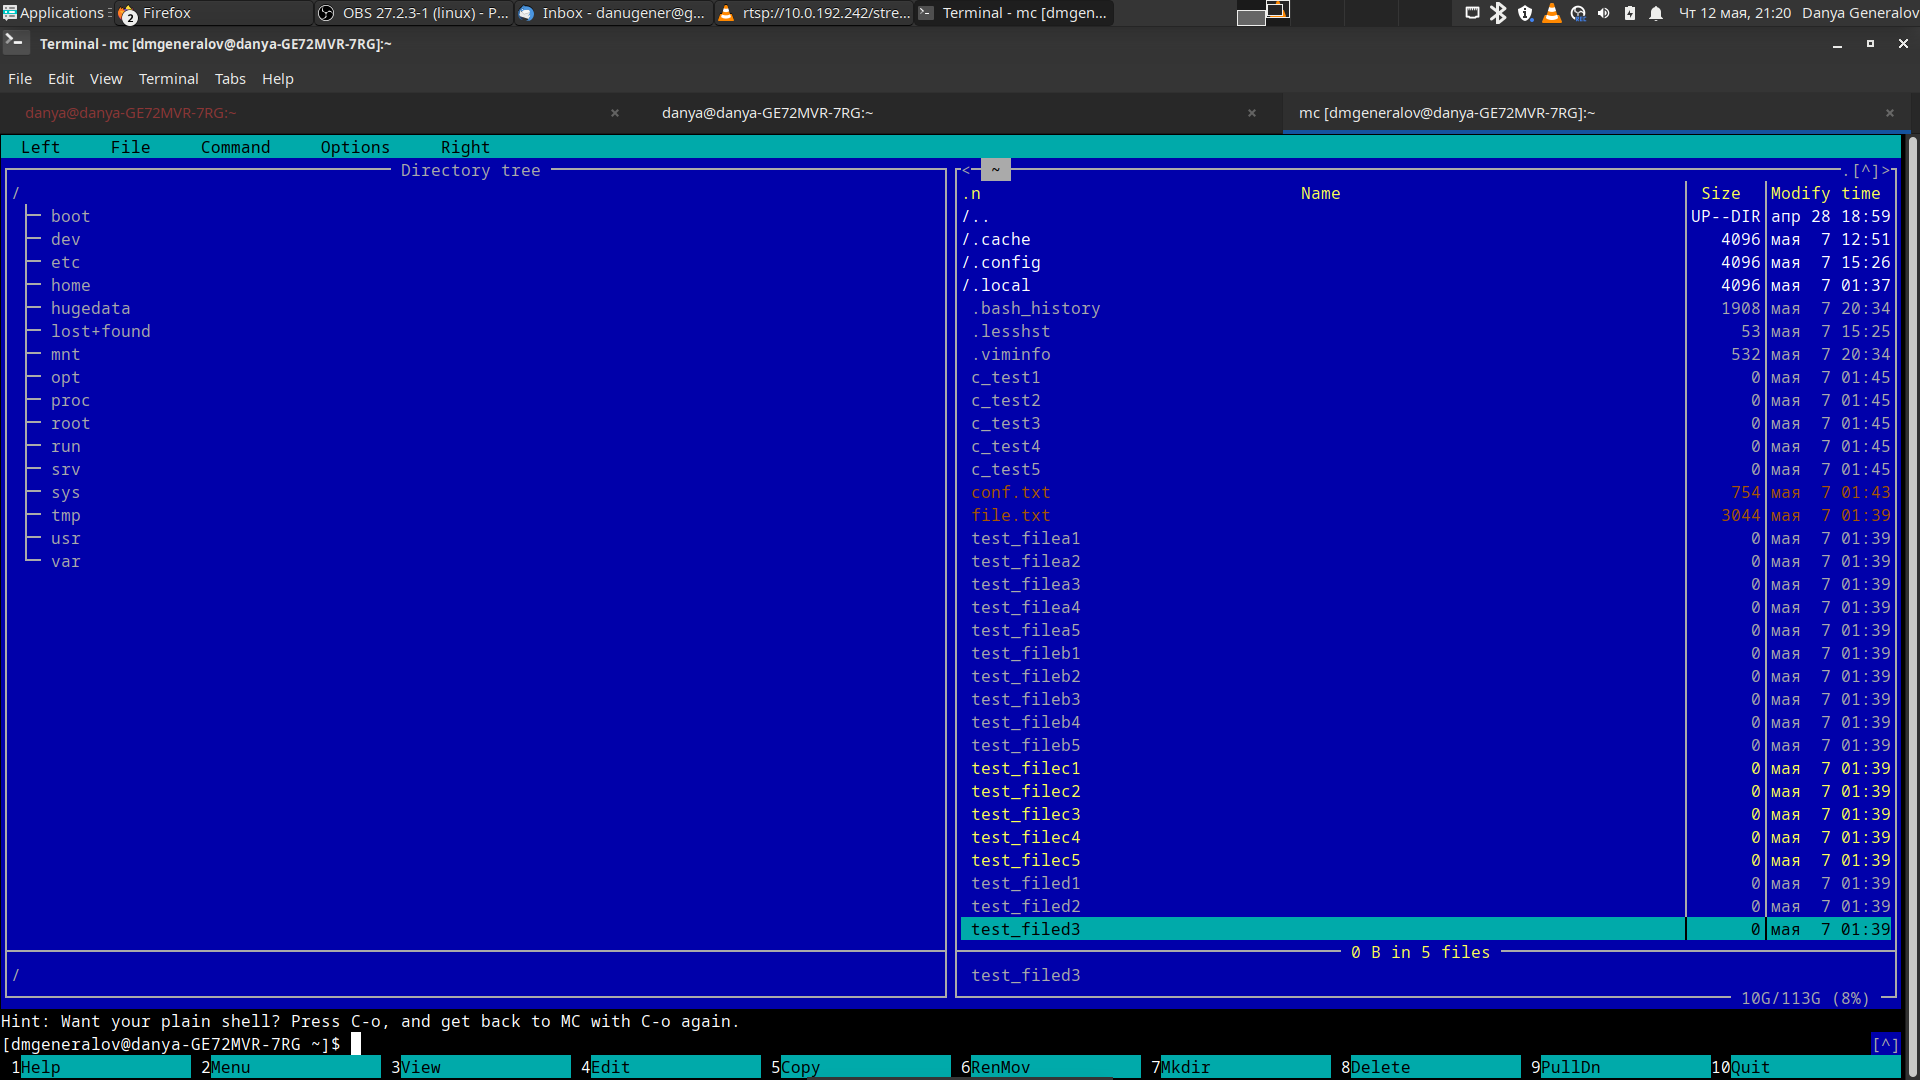 Applications 2 Firefox OBS 27.2.3-1 (linux) - P... Inbox - danugener@g... rtsp://10.0.192.242/stre... Terminal - mc [dmgen... Чт 12 мая, 21:20 Danya Generalov
Terminal - mc [dmgeneralov@danya-GE72MVR-7RG]:~
File Edit View Terminal Tabs Help
danya@danya-GE72MVR-7RG:~ × danya@danya-GE72MVR-7RG:~ × mc [dmgeneralov@danya-GE72MVR-7RG]:~ ×
Left File Command Options Right
Directory tree
/
boot
dev
etc
home
hugedata
lost+found
mnt
opt
proc
root
run
srv
sys
tmp
usr
var
/
<─ ~ .[^]>
.n Name Size Modify time
/.. UP--DIR апр 28 18:59
/.cache 4096 мая 7 12:51
/.config 4096 мая 7 15:26
/.local 4096 мая 7 01:37
.bash_history 1908 мая 7 20:34
.lesshst 53 мая 7 15:25
.viminfo 532 мая 7 20:34
c_test1 0 мая 7 01:45
c_test2 0 мая 7 01:45
c_test3 0 мая 7 01:45
c_test4 0 мая 7 01:45
c_test5 0 мая 7 01:45
conf.txt 754 мая 7 01:43
file.txt 3044 мая 7 01:39
test_filea1 0 мая 7 01:39
test_filea2 0 мая 7 01:39
test_filea3 0 мая 7 01:39
test_filea4 0 мая 7 01:39
test_filea5 0 мая 7 01:39
test_fileb1 0 мая 7 01:39
test_fileb2 0 мая 7 01:39
test_fileb3 0 мая 7 01:39
test_fileb4 0 мая 7 01:39
test_fileb5 0 мая 7 01:39
test_filec1 0 мая 7 01:39
test_filec2 0 мая 7 01:39
test_filec3 0 мая 7 01:39
test_filec4 0 мая 7 01:39
test_filec5 0 мая 7 01:39
test_filed1 0 мая 7 01:39
test_filed2 0 мая 7 01:39
test_filed3 0 мая 7 01:39
0 B in 5 files
test_filed3
10G/113G (8%)
Hint: Want your plain shell? Press C-o, and get back to MC with C-o again.
[dmgeneralov@danya-GE72MVR-7RG ~]$ [^]
1Help 2Menu 3View 4Edit 5Copy 6RenMov 7Mkdir 8Delete 9PullDn 10Quit